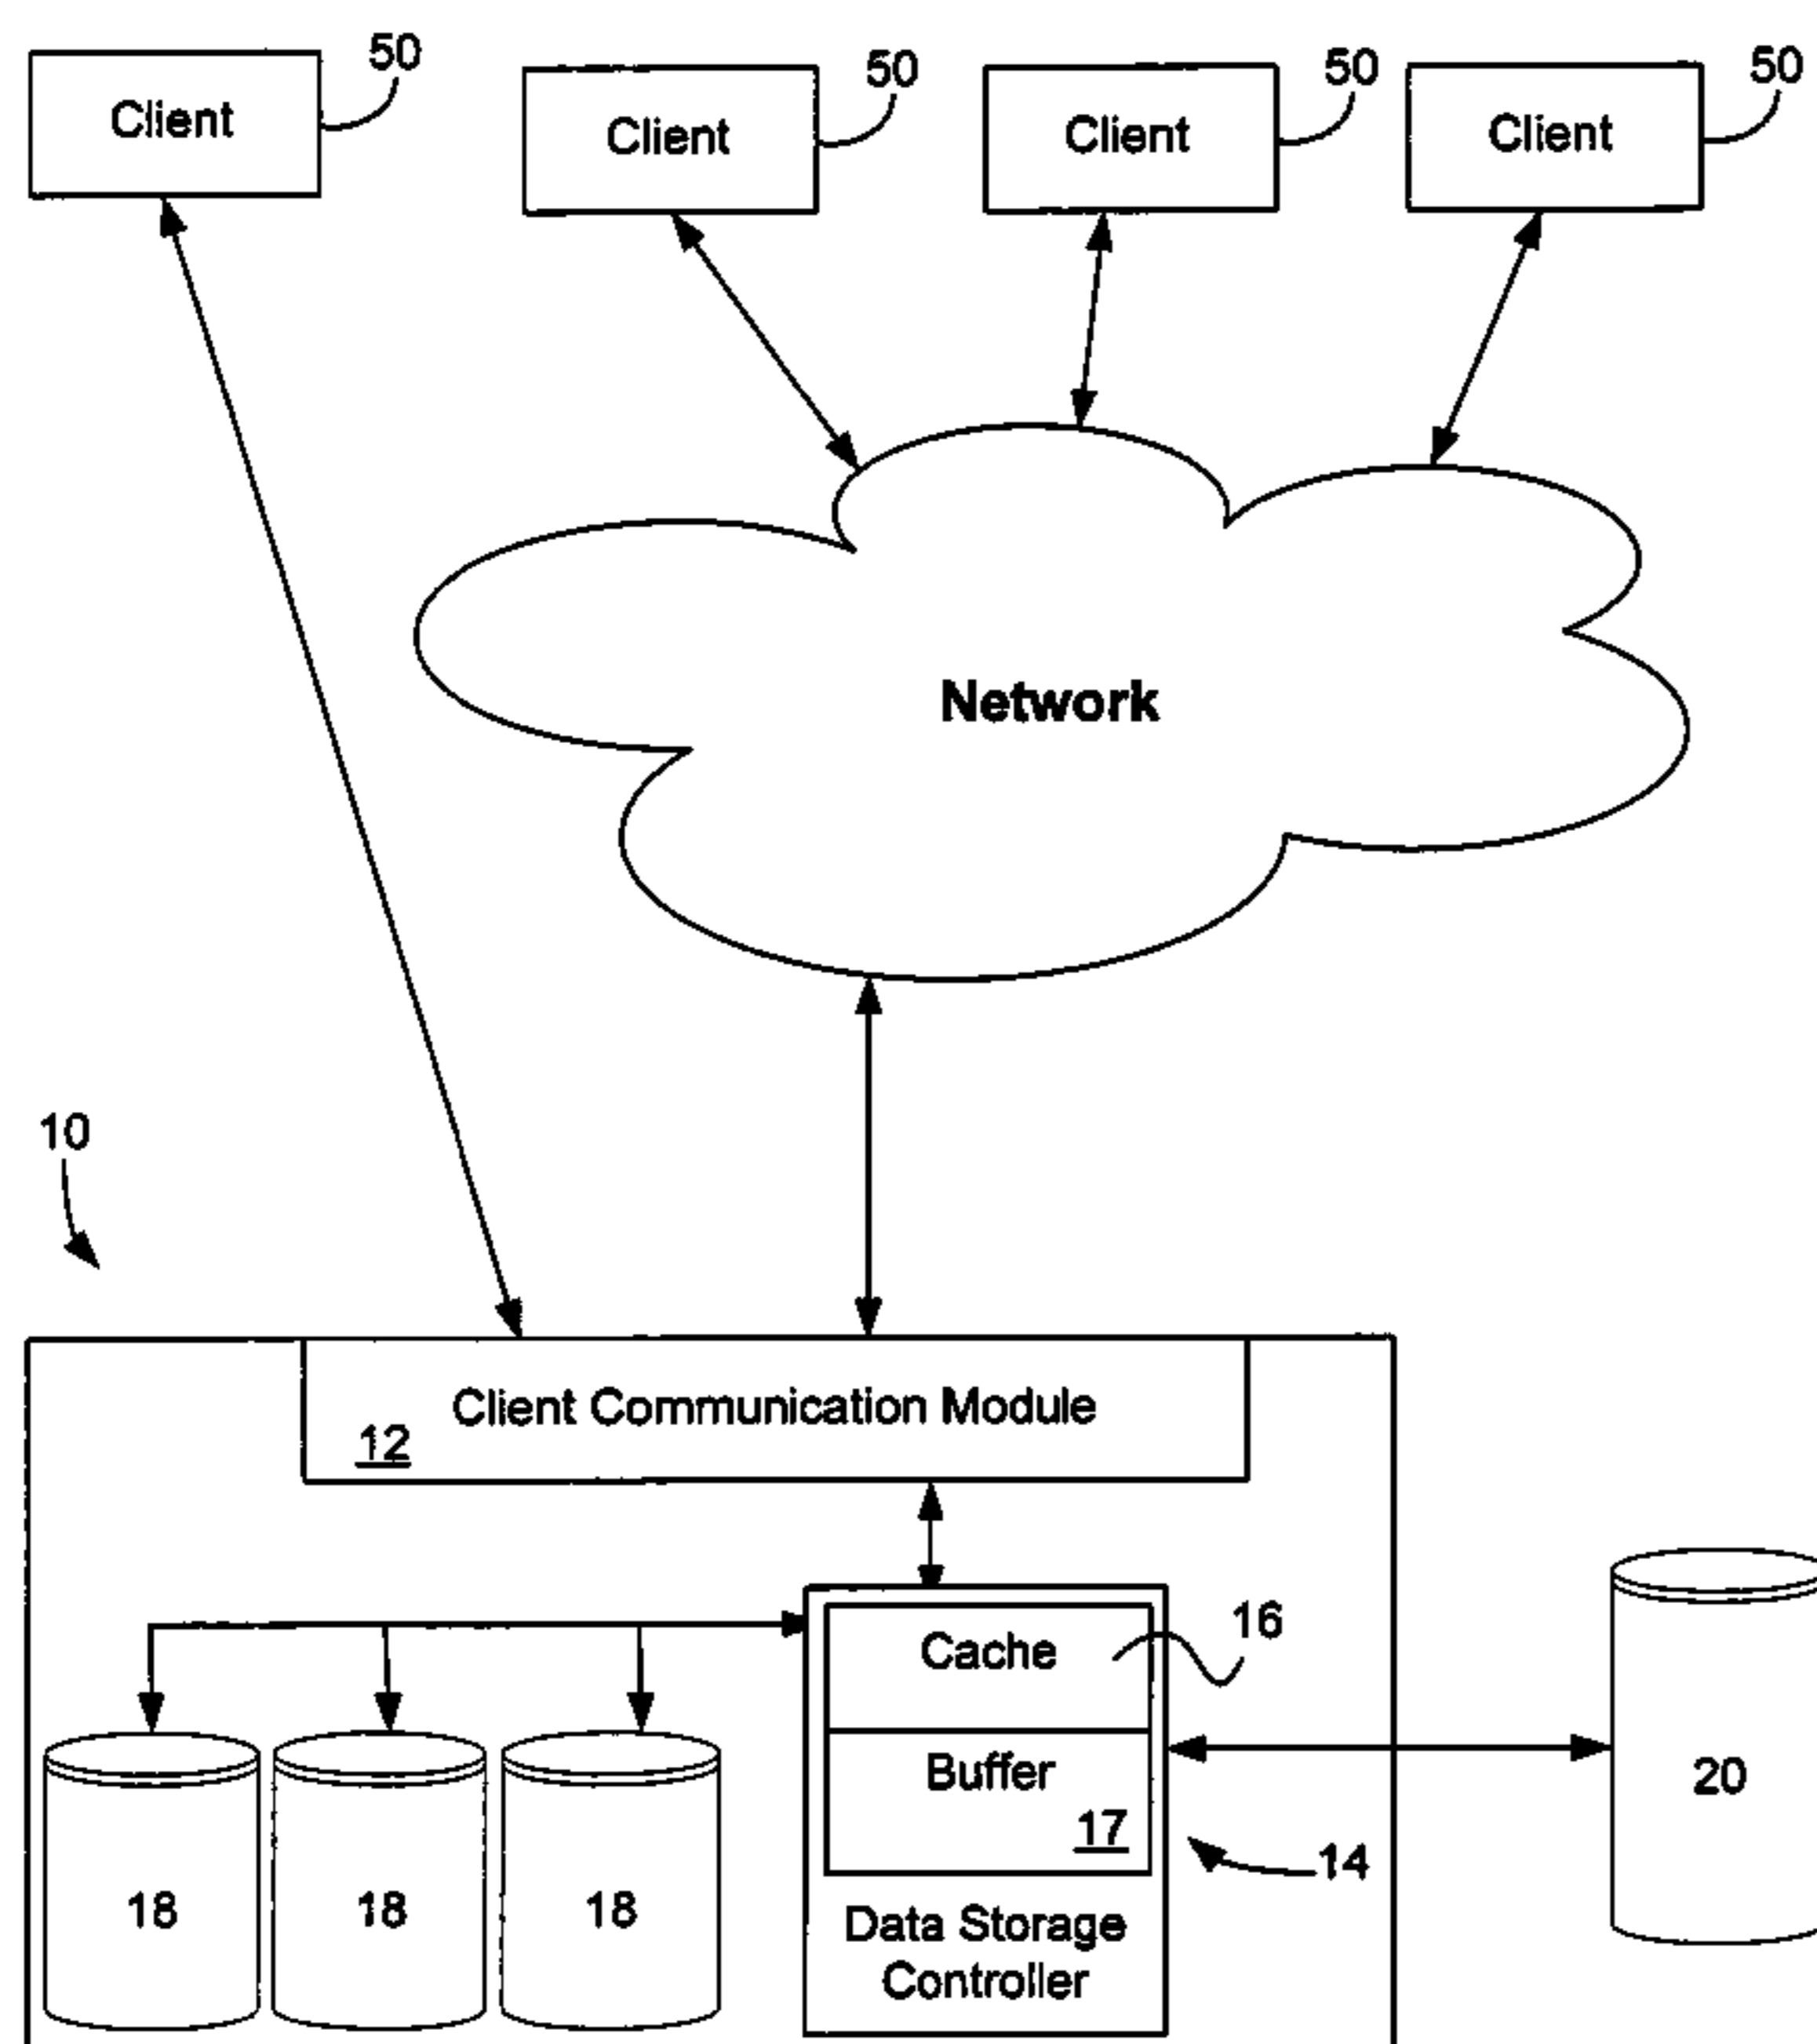 50
50
50
50
Client
Client
Client
Client
Network
10
Client Communication Module
12
16
Cache
Buffer
17
20
14
18
18
18
Data Storage
Controller